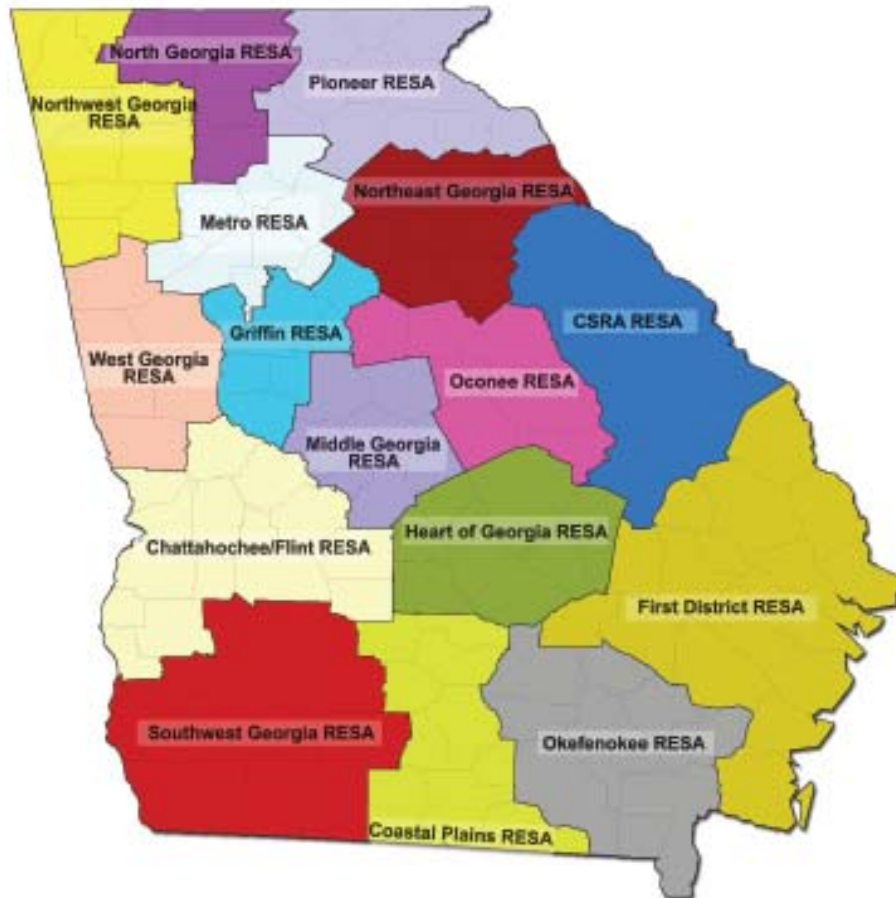 North Georgia RESA
Pioneer RESA
Northwest Georgia
RESA
Northeast Georgia RESA
Metro RESA
CSRA RESA
Griffin RESA
West Georgia
RESA
Oconee RESA
Middle Georgia
RESA
Heart of Georgia RESA
Chattahochee/Flint RESA
First District RESA
Southwest Georgia RESA
Okefenokee RESA
Coastal Plains RESA